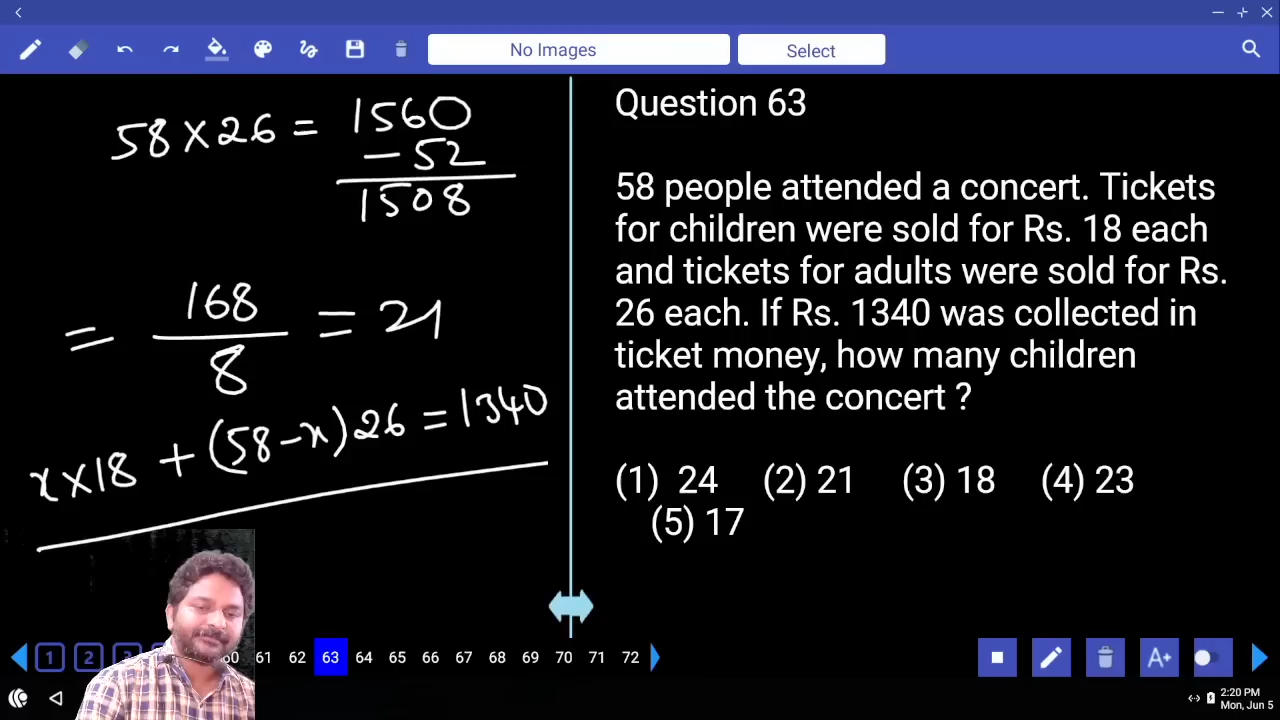 No Images
Select
58×26 = 1560
– 52
1508
= 168/8 = 21
x×18 + (58–x)26 = 1340
Question 63
58 people attended a concert. Tickets
for children were sold for Rs. 18 each
and tickets for adults were sold for Rs.
26 each. If Rs. 1340 was collected in
ticket money, how many children
attended the concert ?
(1) 24 (2) 21 (3) 18 (4) 23
(5) 17
1 2 60 61 62 63 64 65 66 67 68 69 70 71 72
A+
2:20 PM
Mon, Jun 5